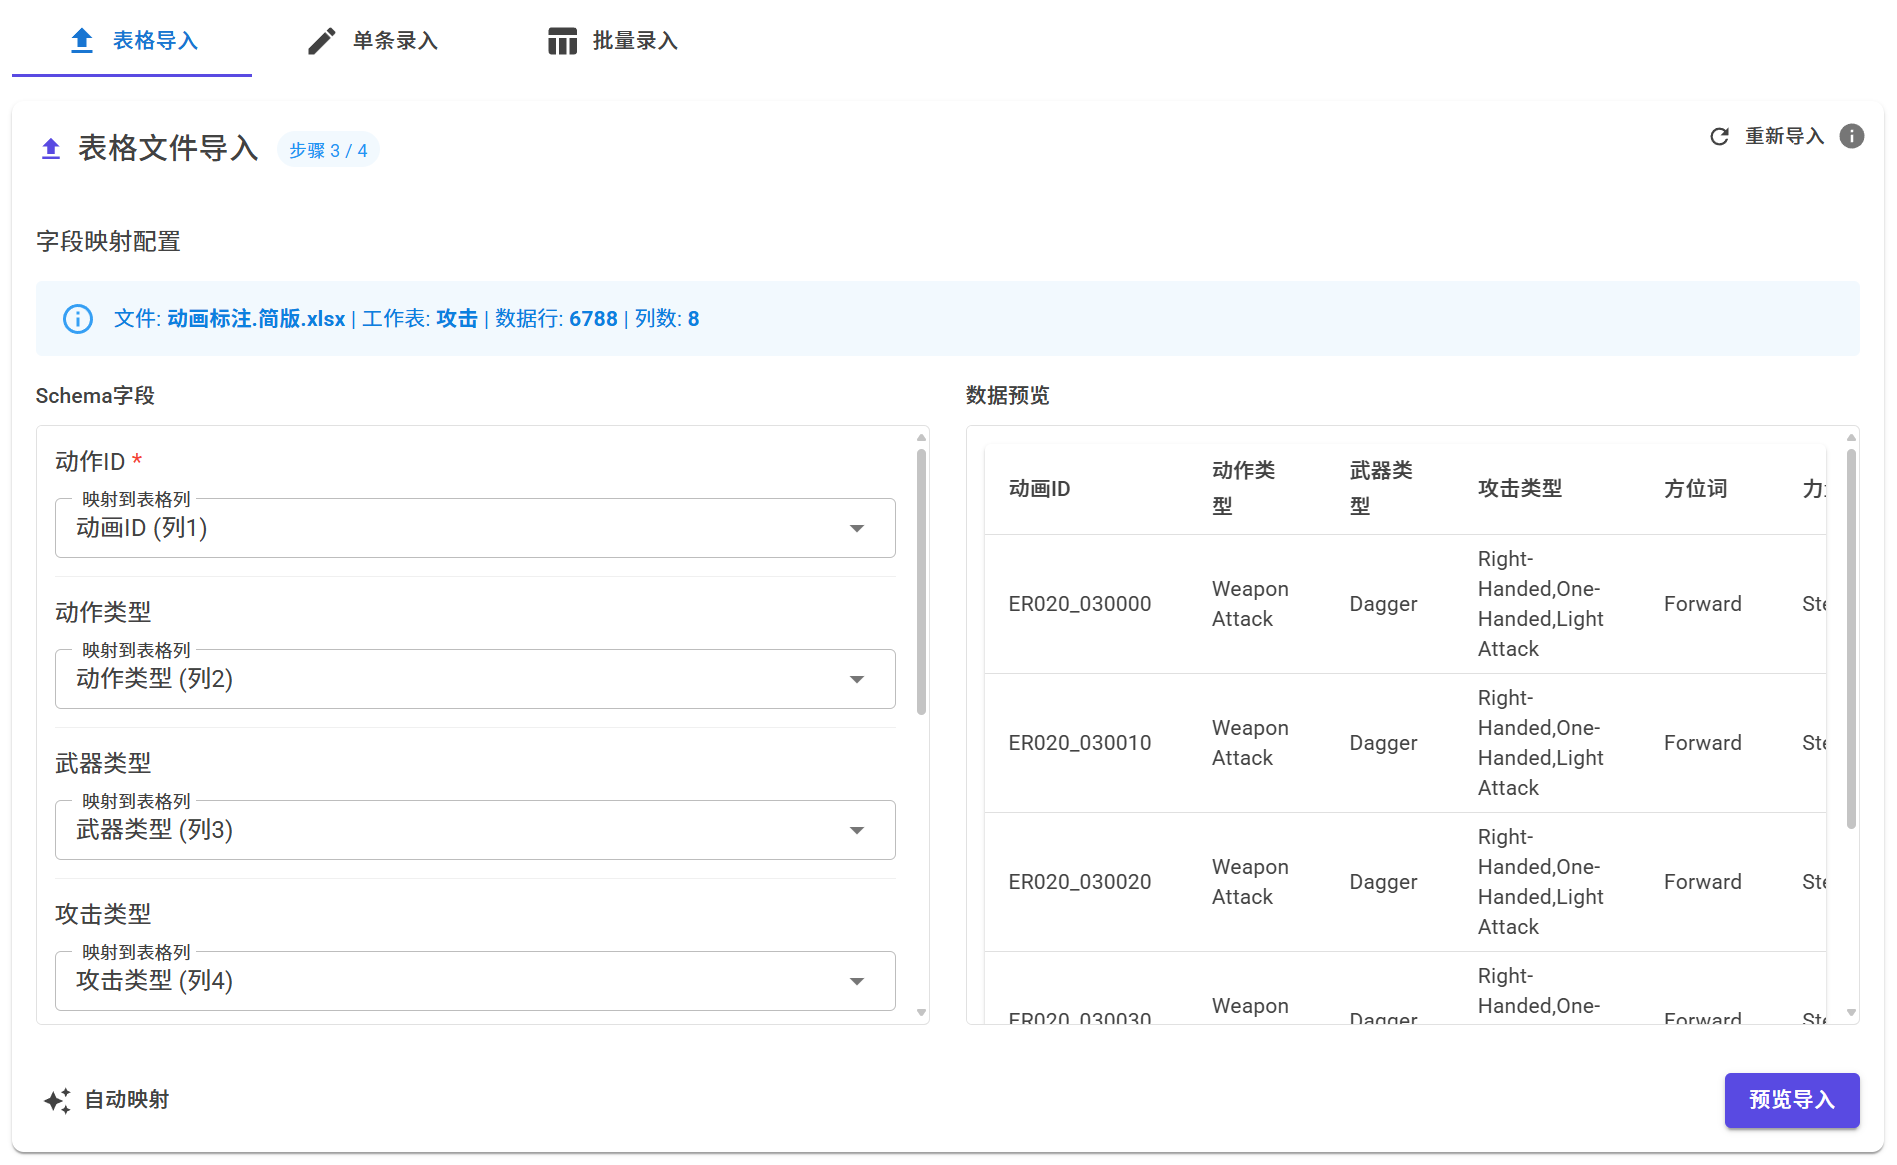 表格导入
单条录入
批量录入
表格文件导入
步骤 3 / 4
重新导入
字段映射配置
文件: 动画标注.简版.xlsx | 工作表: 攻击 | 数据行: 6788 | 列数: 8
Schema字段
动作ID *
映射到表格列
动画ID (列1)
动作类型
映射到表格列
动作类型 (列2)
武器类型
映射到表格列
武器类型 (列3)
攻击类型
映射到表格列
攻击类型 (列4)
数据预览
动画ID
动作类
型
武器类
型
攻击类型
方位词
力
ER020_030000
Weapon
Attack
Dagger
Right-
Handed,One-
Handed,Light
Attack
Forward
Ste
ER020_030010
Weapon
Attack
Dagger
Right-
Handed,One-
Handed,Light
Attack
Forward
Ste
ER020_030020
Weapon
Attack
Dagger
Right-
Handed,One-
Handed,Light
Attack
Forward
Ste
ER020_030030
Weapon
Dagger
Right-
Handed,One-
Forward
Ste
自动映射
预览导入